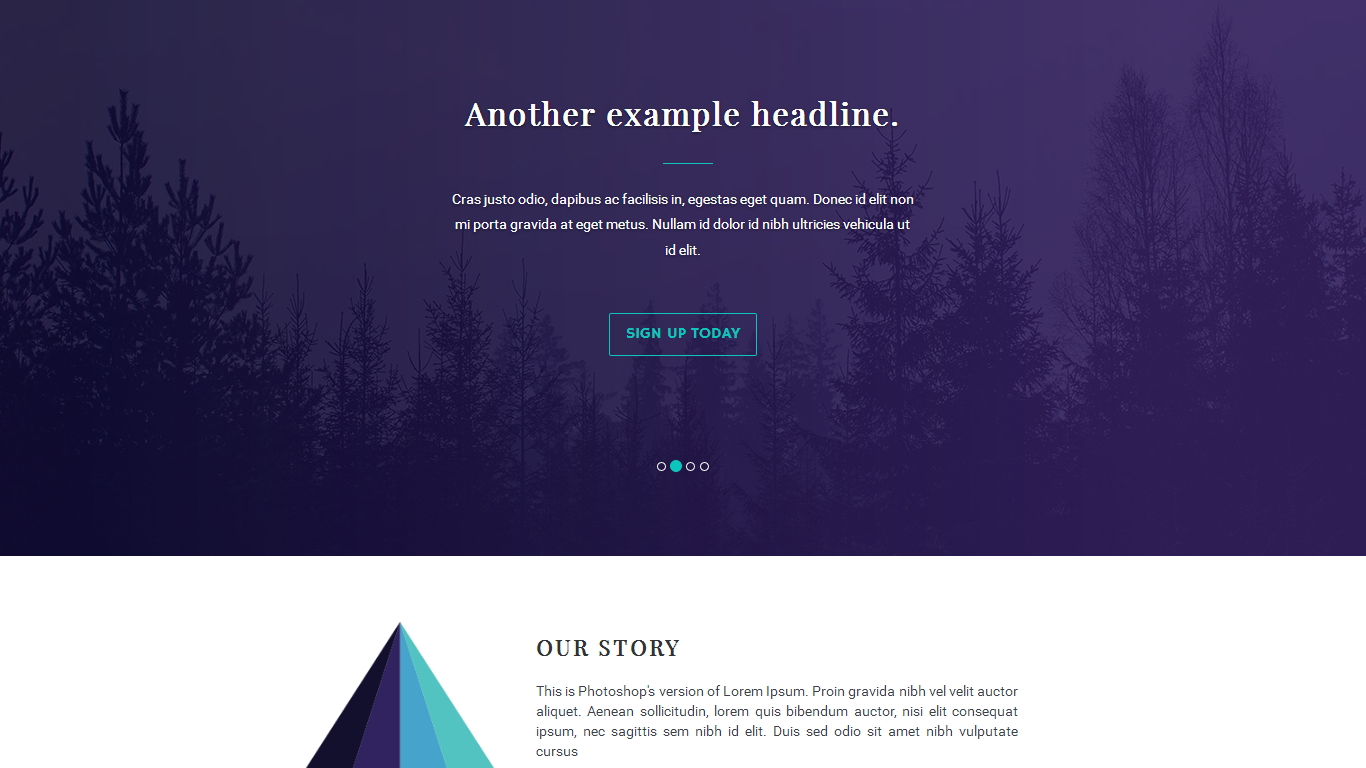 Another example headline.
Cras justo odio, dapibus ac facilisis in, egestas eget quam. Donec id elit non
mi porta gravida at eget metus. Nullam id dolor id nibh ultricies vehicula ut
id elit.
SIGN UP TODAY
OUR STORY
This is Photoshop's version of Lorem Ipsum. Proin gravida nibh vel velit auctor
aliquet. Aenean sollicitudin, lorem quis bibendum auctor, nisi elit consequat
ipsum, nec sagittis sem nibh id elit. Duis sed odio sit amet nibh vulputate
cursus